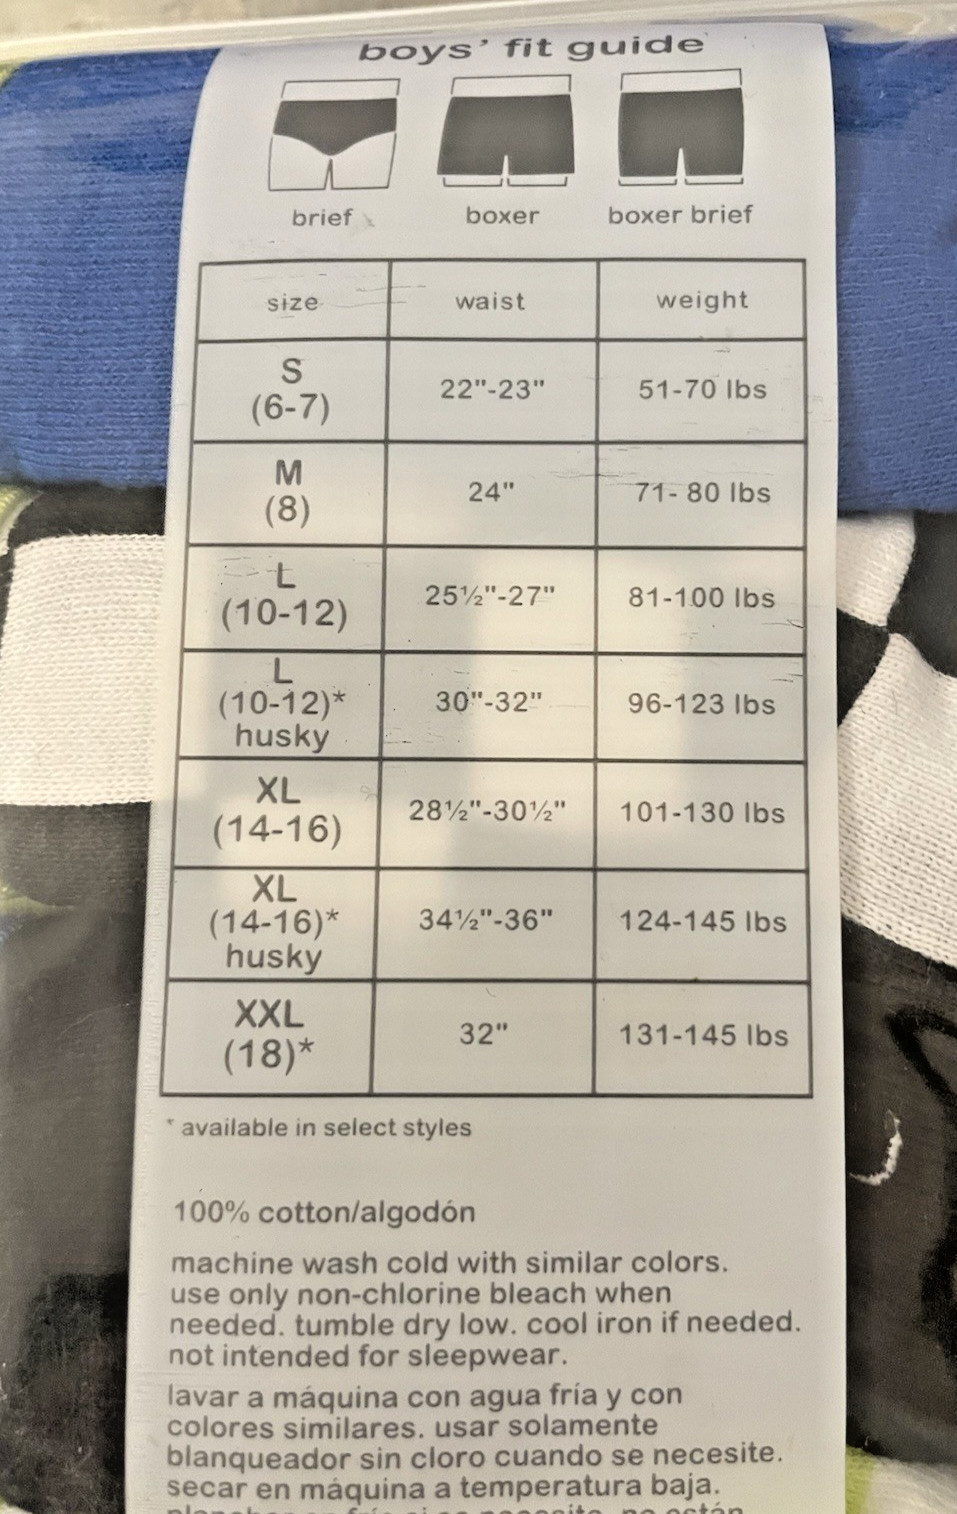 boys' fit guide
brief boxer boxer brief
size waist weight
S
(6-7) 22"-23" 51-70 lbs
M
(8) 24" 71- 80 lbs
L
(10-12) 25½"-27" 81-100 lbs
L
(10-12)* 30"-32" 96-123 lbs
husky
XL
(14-16) 28½"-30½" 101-130 lbs
XL
(14-16)* 34½"-36" 124-145 lbs
husky
XXL
(18)* 32" 131-145 lbs
* available in select styles
100% cotton/algodón
machine wash cold with similar colors.
use only non-chlorine bleach when
needed. tumble dry low. cool iron if needed.
not intended for sleepwear.
lavar a máquina con agua fría y con
colores similares. usar solamente
blanqueador sin cloro cuando se necesite.
secar en máquina a temperatura baja.